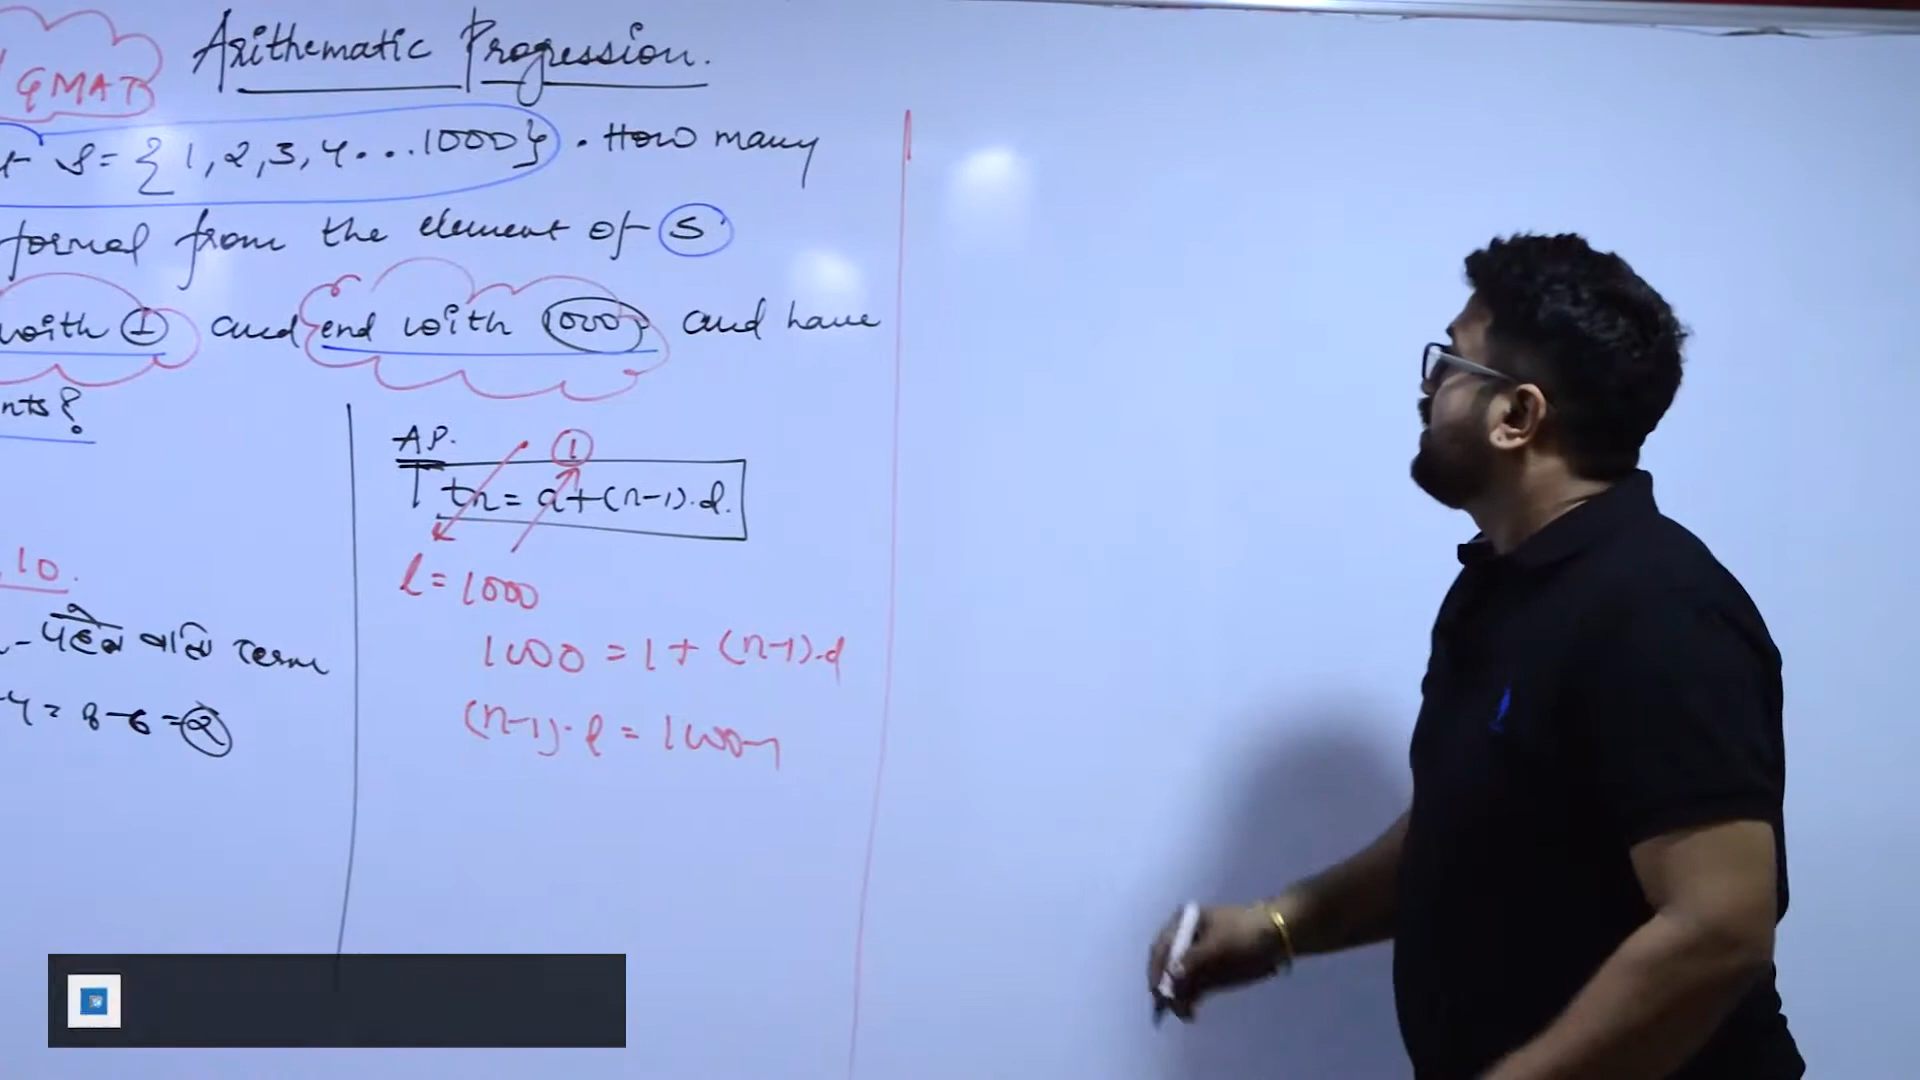 Arithematic Progression.
GMAT
S = { 1, 2, 3, 4 . . . 1000 } . How many
formed from the element of S
with 1 and end with 1000 and have
nts?
A P.
1
tn = a + (n-1).d.
10.
l = 1000
पहले वाली Term
1000 = 1 + (n-1).d
4 = 8-6 = 2
(n-1).d = 1000-1